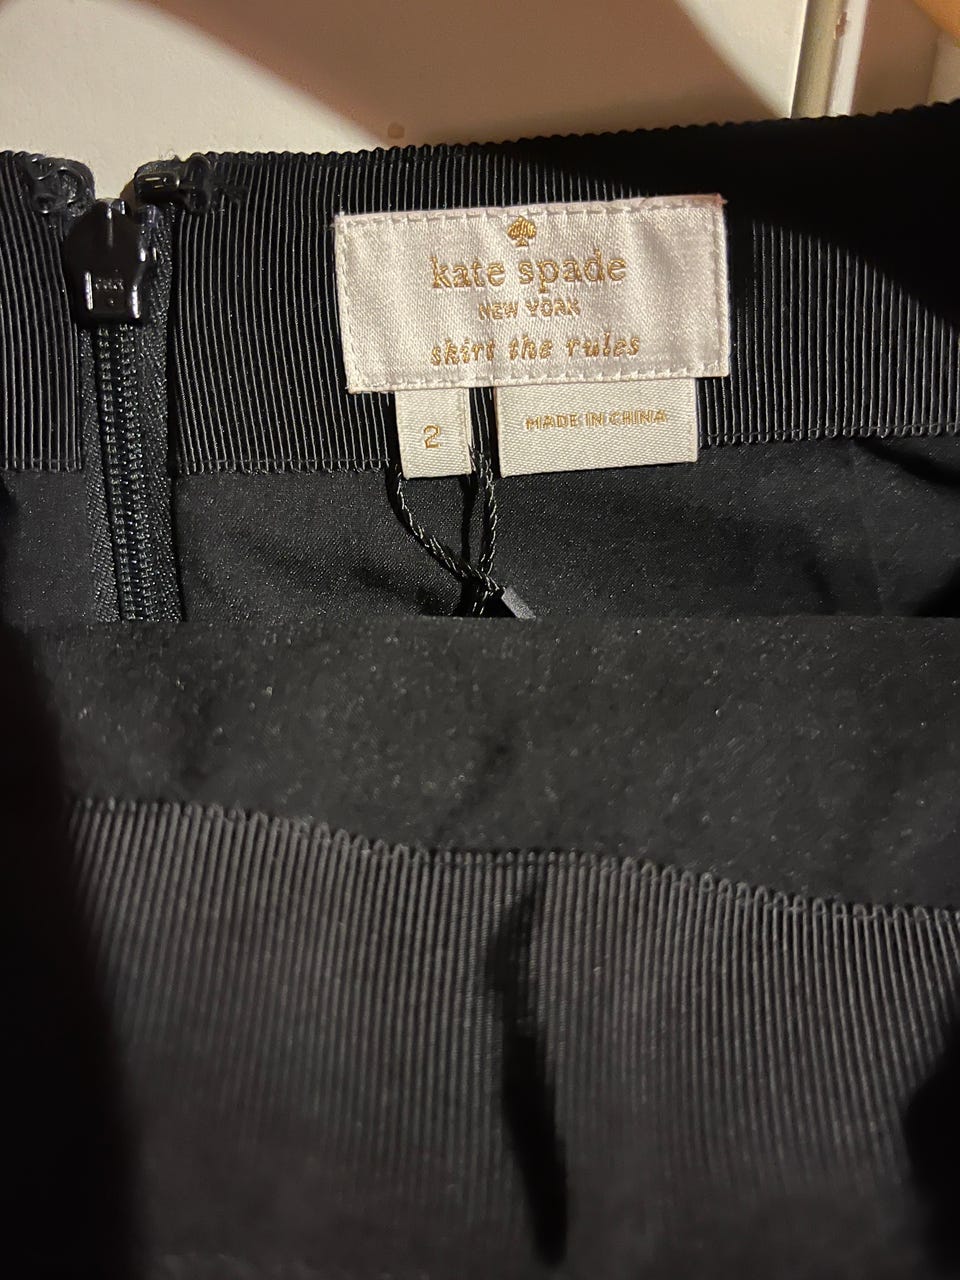 kate spade
NEW YORK
skirt the rules
2
MADE IN CHINA